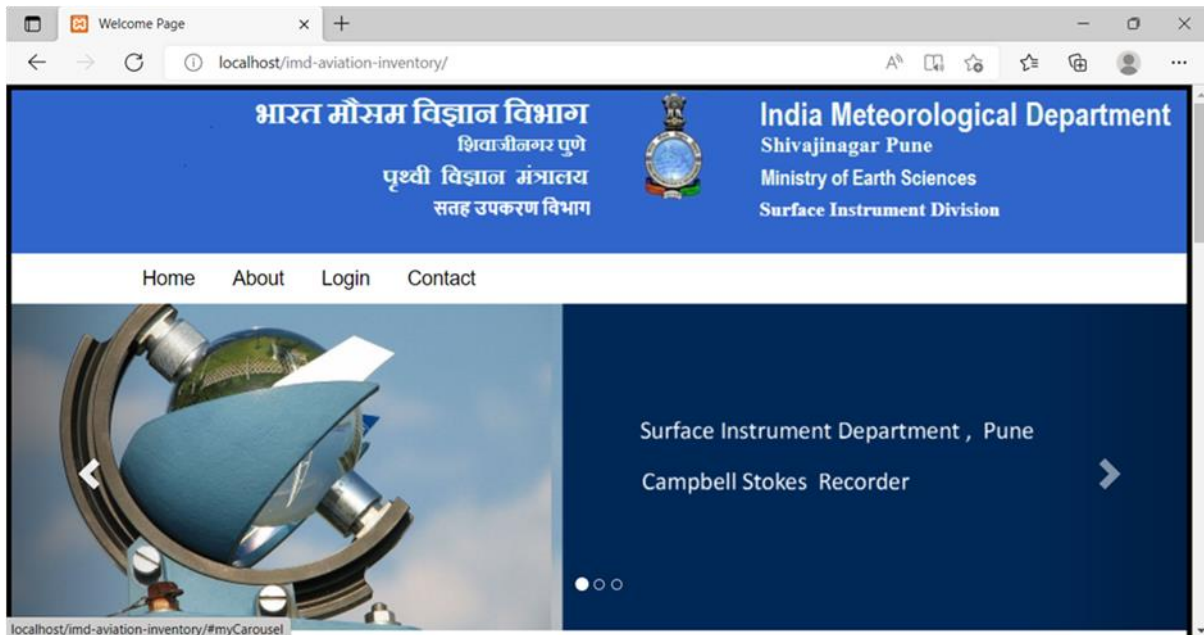 Welcome Page
localhost/imd-aviation-inventory/
भारत मौसम विज्ञान विभाग
शिवाजीनगर पुणे
पृथ्वी विज्ञान मंत्रालय
सतह उपकरण विभाग
India Meteorological Department
Shivajinagar Pune
Ministry of Earth Sciences
Surface Instrument Division
Home About Login Contact
Surface Instrument Department , Pune
Campbell Stokes Recorder
localhost/imd-aviation-inventory/#myCarousel